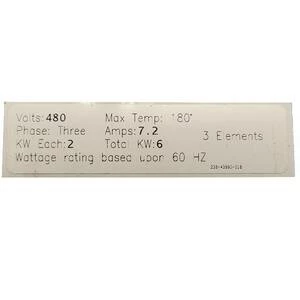 Volts: 480 Max Temp: 180°
Phase: Three Amps: 7.2 3 Elements
KW Each: 2 Total KW: 6
Wattage rating based upon 60 HZ